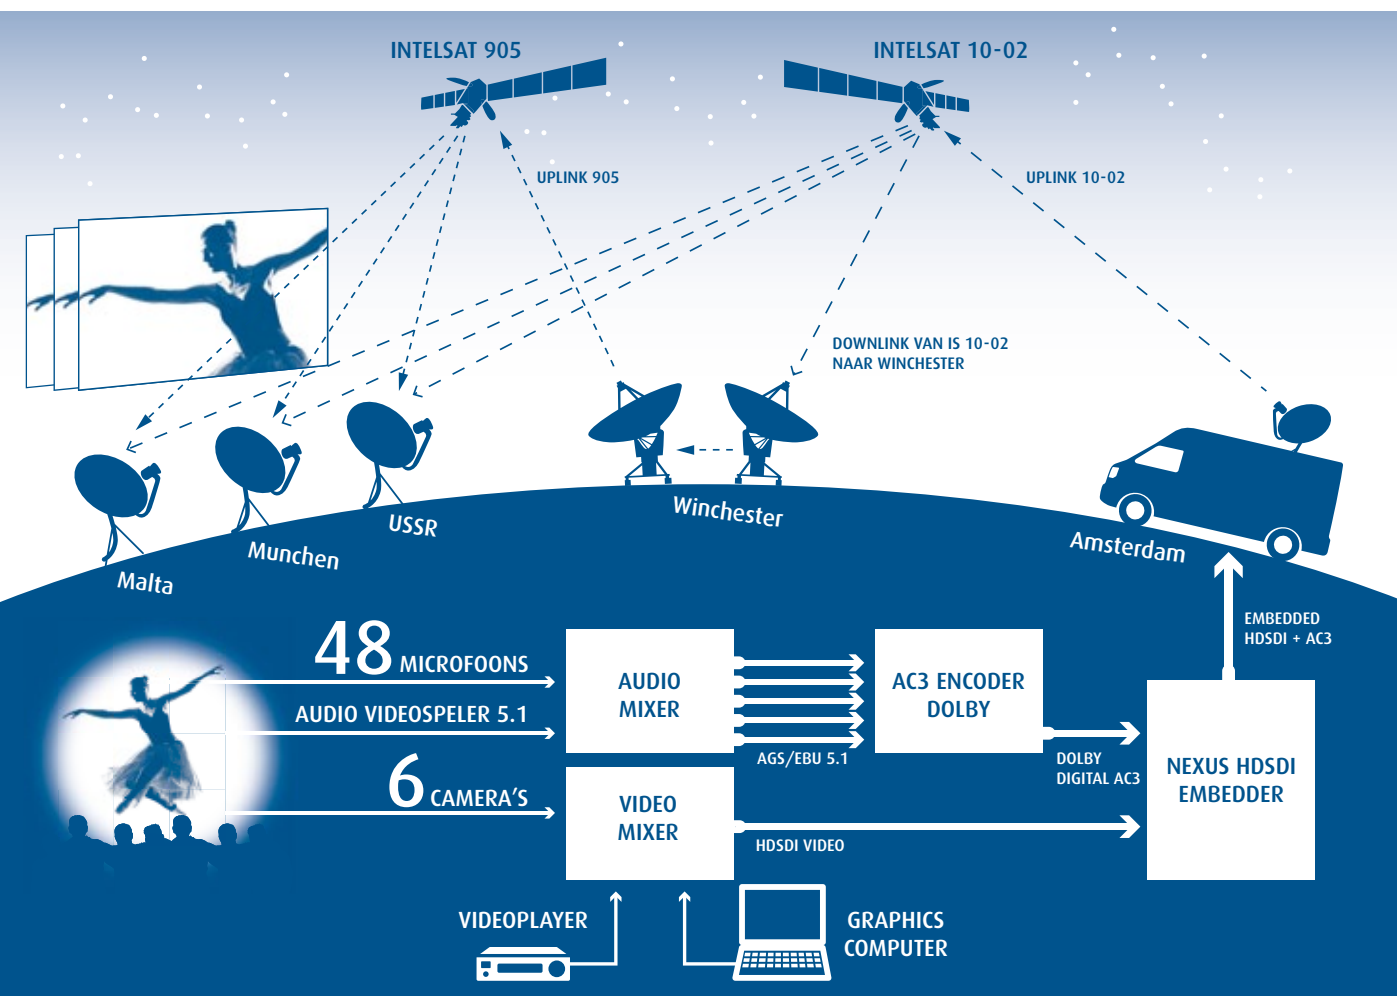 INTELSAT 905
INTELSAT 10-02
UPLINK 905
UPLINK 10-02
DOWNLINK VAN IS 10-02
NAAR WINCHESTER
Malta
Munchen
USSR
Winchester
Amsterdam
48 MICROFOONS
AUDIO VIDEOSPELER 5.1
6 CAMERA'S
AUDIO
MIXER
AGS/EBU 5.1
AC3 ENCODER
DOLBY
DOLBY
DIGITAL AC3
EMBEDDED
HDSDI + AC3
NEXUS HDSDI
EMBEDDER
VIDEO
MIXER
HDSDI VIDEO
VIDEOPLAYER
GRAPHICS
COMPUTER